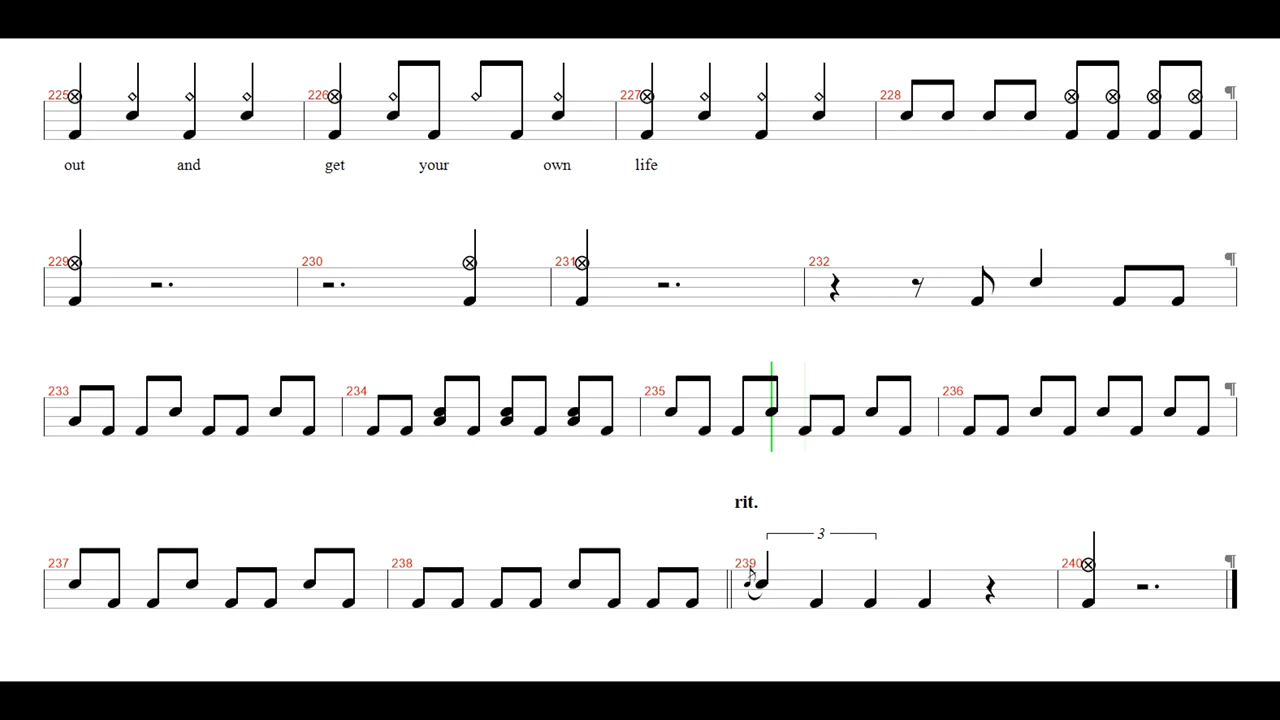 225 226 227 228 ¶
out and get your own life
229 230 231 232 ¶
233 234 235 236 ¶
rit.
3
237 238 239 240 ¶